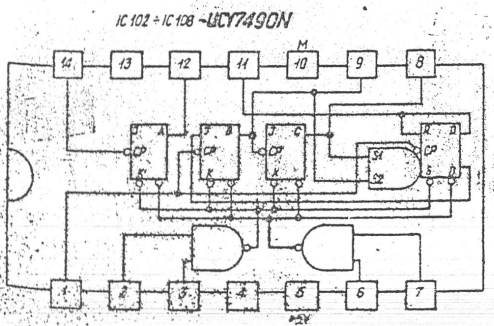 IC 102 ÷ IC 108 - UCY7490N
M
14 13 12 11 10 9 8
J A J B J C R D
CP CP CP CP
S1
S2
K K K S D
1 2 3 4 5 6 7
+5V